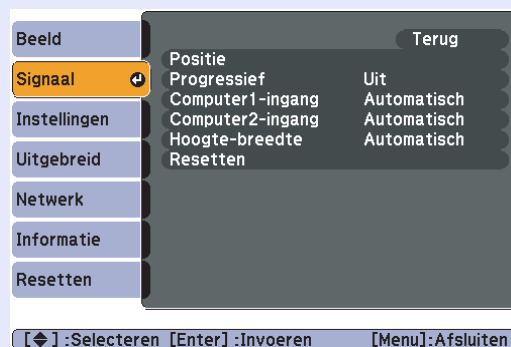 Beeld
Signaal
Instellingen
Uitgebreid
Netwerk
Informatie
Resetten
Terug
Positie
Progressief Uit
Computer1-ingang Automatisch
Computer2-ingang Automatisch
Hoogte-breedte Automatisch
Resetten
[◆] :Selecteren [Enter] :Invoeren [Menu]:Afsluiten